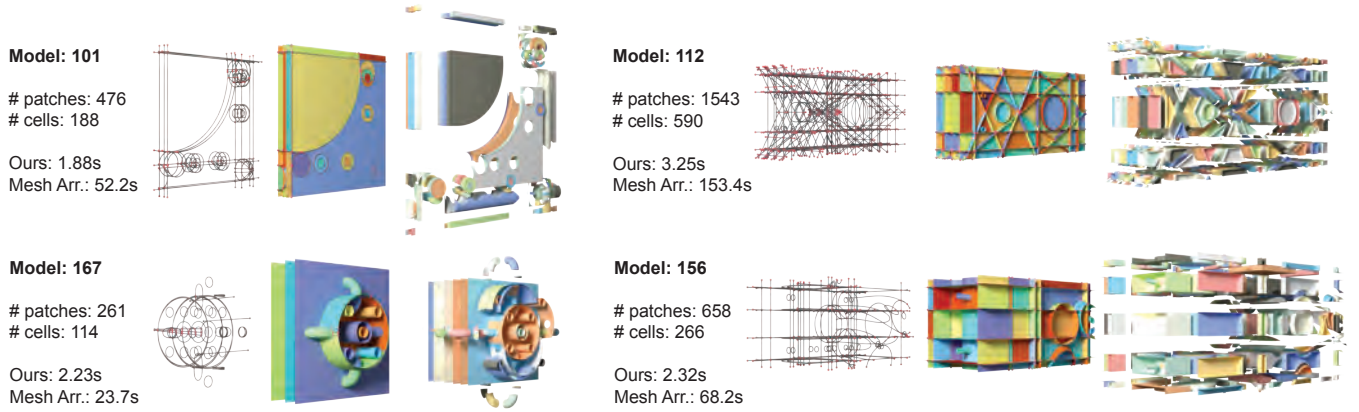 Model: 101
# patches: 476
# cells: 188
Ours: 1.88s
Mesh Arr.: 52.2s
Model: 112
# patches: 1543
# cells: 590
Ours: 3.25s
Mesh Arr.: 153.4s
Model: 167
# patches: 261
# cells: 114
Ours: 2.23s
Mesh Arr.: 23.7s
Model: 156
# patches: 658
# cells: 266
Ours: 2.32s
Mesh Arr.: 68.2s